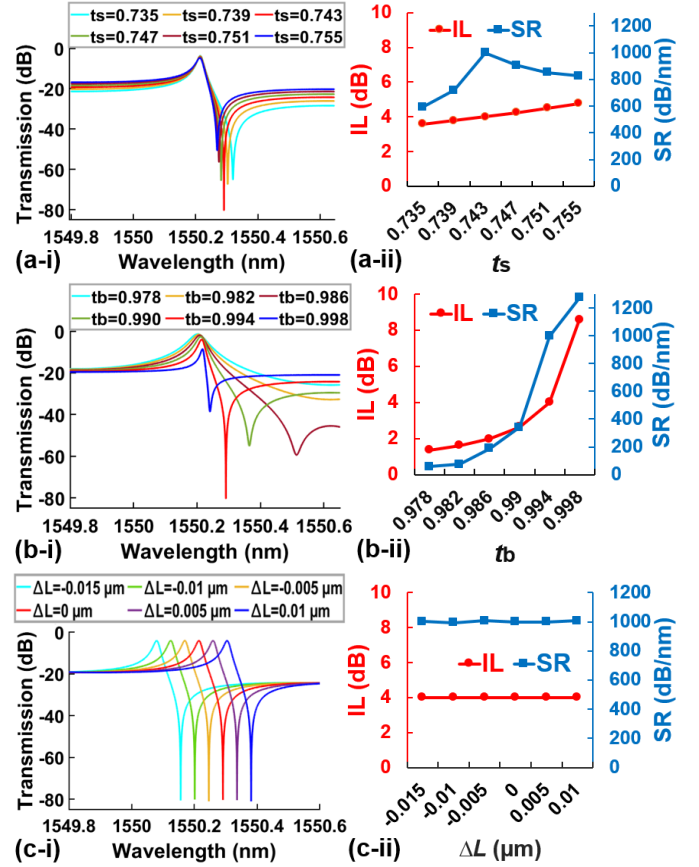 ts=0.735 ts=0.739 ts=0.743
ts=0.747 ts=0.751 ts=0.755
0
-20
-40
-60
-80
Transmission (dB)
1549.8 1550 1550.2 1550.4 1550.6
(a-i) Wavelength (nm)
IL SR
10
8
6
4
2
0
IL (dB)
1000
800
600
400
200
0
SR (dB/nm)
0.735 0.739 0.743 0.747 0.751 0.755
(a-ii) ts
tb=0.978 tb=0.982 tb=0.986
tb=0.990 tb=0.994 tb=0.998
0
-20
-40
-60
-80
Transmission (dB)
1549.8 1550 1550.2 1550.4 1550.6
(b-i) Wavelength (nm)
IL SR
10
8
6
4
2
0
IL (dB)
1200
1000
800
600
400
200
0
SR (dB/nm)
0.978 0.982 0.986 0.99 0.994 0.998
(b-ii) tb
ΔL=-0.015 μm ΔL=-0.01 μm ΔL=-0.005 μm
ΔL=0 μm ΔL=0.005 μm ΔL=0.01 μm
0
-20
-40
-60
-80
Transmission (dB)
1549.8 1550 1550.2 1550.4 1550.6
(c-i) Wavelength (nm)
IL SR
10
8
6
4
2
0
IL (dB)
1200
1000
800
600
400
200
0
SR (dB/nm)
-0.015 -0.01 -0.005 0 0.005 0.01
(c-ii) ΔL (μm)